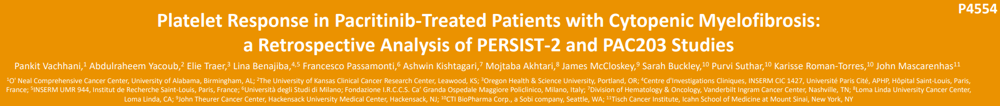 P4554
Platelet Response in Pacritinib-Treated Patients with Cytopenic Myelofibrosis:
a Retrospective Analysis of PERSIST-2 and PAC203 Studies
Pankit Vachhani,¹ Abdulraheem Yacoub,² Elie Traer,³ Lina Benajiba,⁴,⁵ Francesco Passamonti,⁶ Ashwin Kishtagari,⁷ Mojtaba Akhtari,⁸ James McCloskey,⁹ Sarah Buckley,¹⁰ Purvi Suthar,¹⁰ Karisse Roman-Torres,¹⁰ John Mascarenhas¹¹
¹O' Neal Comprehensive Cancer Center, University of Alabama, Birmingham, AL; ²The University of Kansas Clinical Cancer Research Center, Leawood, KS; ³Oregon Health & Science University, Portland, OR; ⁴Centre d'Investigations Cliniques, INSERM CIC 1427, Université Paris Cité, APHP, Hôpital Saint-Louis, Paris,
France; ⁵INSERM UMR 944, Institut de Recherche Saint-Louis, Paris, France; ⁶Università degli Studi di Milano; Fondazione I.R.C.C.S. Ca' Granda Ospedale Maggiore Policlinico, Milano, Italy; ⁷Division of Hematology & Oncology, Vanderbilt Ingram Cancer Center, Nashville, TN; ⁸Loma Linda University Cancer Center,
Loma Linda, CA; ⁹John Theurer Cancer Center, Hackensack University Medical Center, Hackensack, NJ; ¹⁰CTI BioPharma Corp., a Sobi company, Seattle, WA; ¹¹Tisch Cancer Institute, Icahn School of Medicine at Mount Sinai, New York, NY